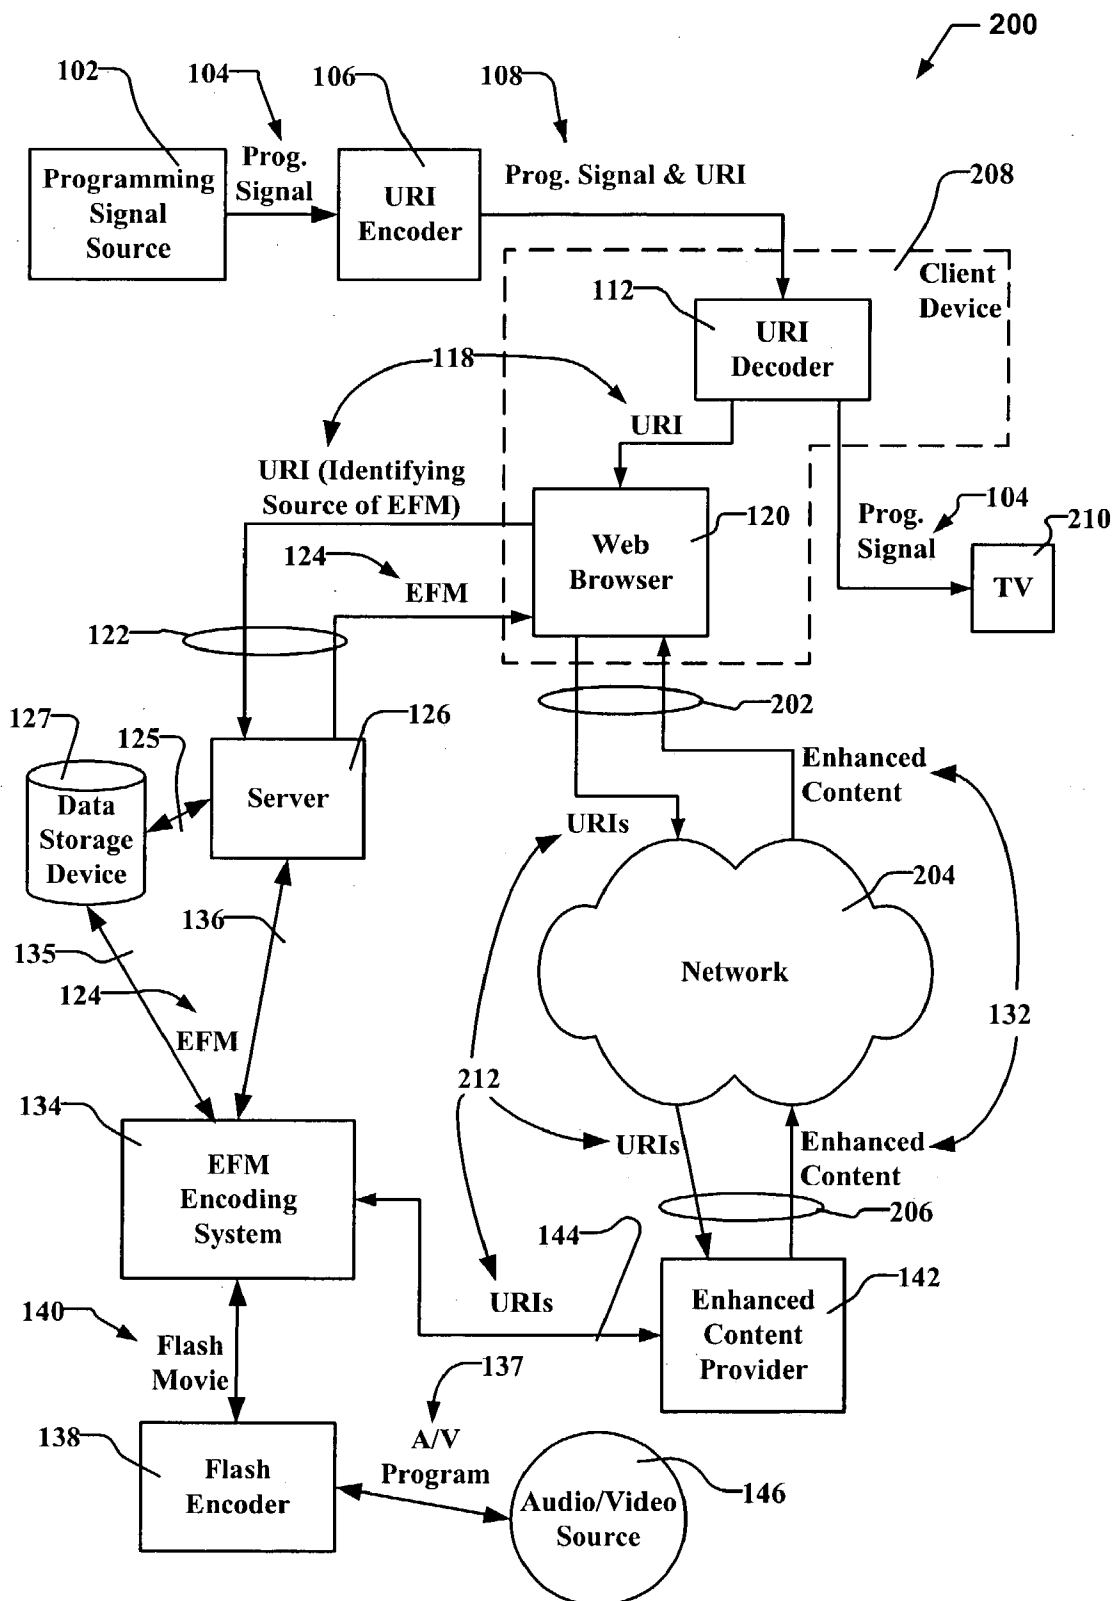 200
102
104
106
108
Programming
Signal
Source
Prog.
Signal
URI
Encoder
Prog. Signal & URI
208
Client
Device
112
URI
Decoder
118
URI
URI (Identifying
Source of EFM)
120
Web
Browser
104
Prog.
Signal
210
TV
124
EFM
122
202
127
125
126
Data
Storage
Device
Server
Enhanced
Content
URIs
204
Network
136
135
124
EFM
132
212
134
URIs
Enhanced
Content
EFM
Encoding
System
206
144
142
URIs
Enhanced
Content
Provider
140
Flash
Movie
137
A/V
Program
138
Flash
Encoder
146
Audio/Video
Source